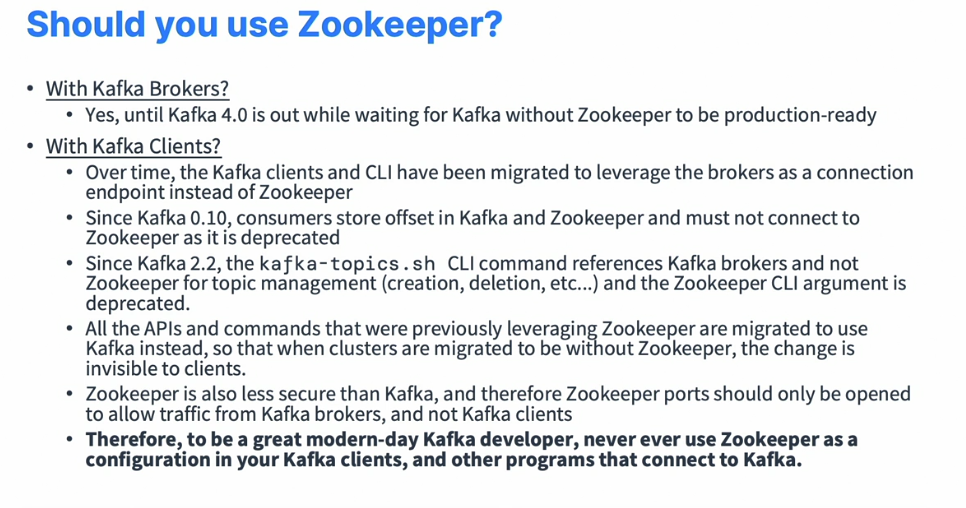 Should you use Zookeeper?
• With Kafka Brokers?
• Yes, until Kafka 4.0 is out while waiting for Kafka without Zookeeper to be production-ready
• With Kafka Clients?
• Over time, the Kafka clients and CLI have been migrated to leverage the brokers as a connection
endpoint instead of Zookeeper
• Since Kafka 0.10, consumers store offset in Kafka and Zookeeper and must not connect to
Zookeeper as it is deprecated
• Since Kafka 2.2, the kafka-topics.sh CLI command references Kafka brokers and not
Zookeeper for topic management (creation, deletion, etc...) and the Zookeeper CLI argument is
deprecated.
• All the APIs and commands that were previously leveraging Zookeeper are migrated to use
Kafka instead, so that when clusters are migrated to be without Zookeeper, the change is
invisible to clients.
• Zookeeper is also less secure than Kafka, and therefore Zookeeper ports should only be opened
to allow traffic from Kafka brokers, and not Kafka clients
• Therefore, to be a great modern-day Kafka developer, never ever use Zookeeper as a
configuration in your Kafka clients, and other programs that connect to Kafka.